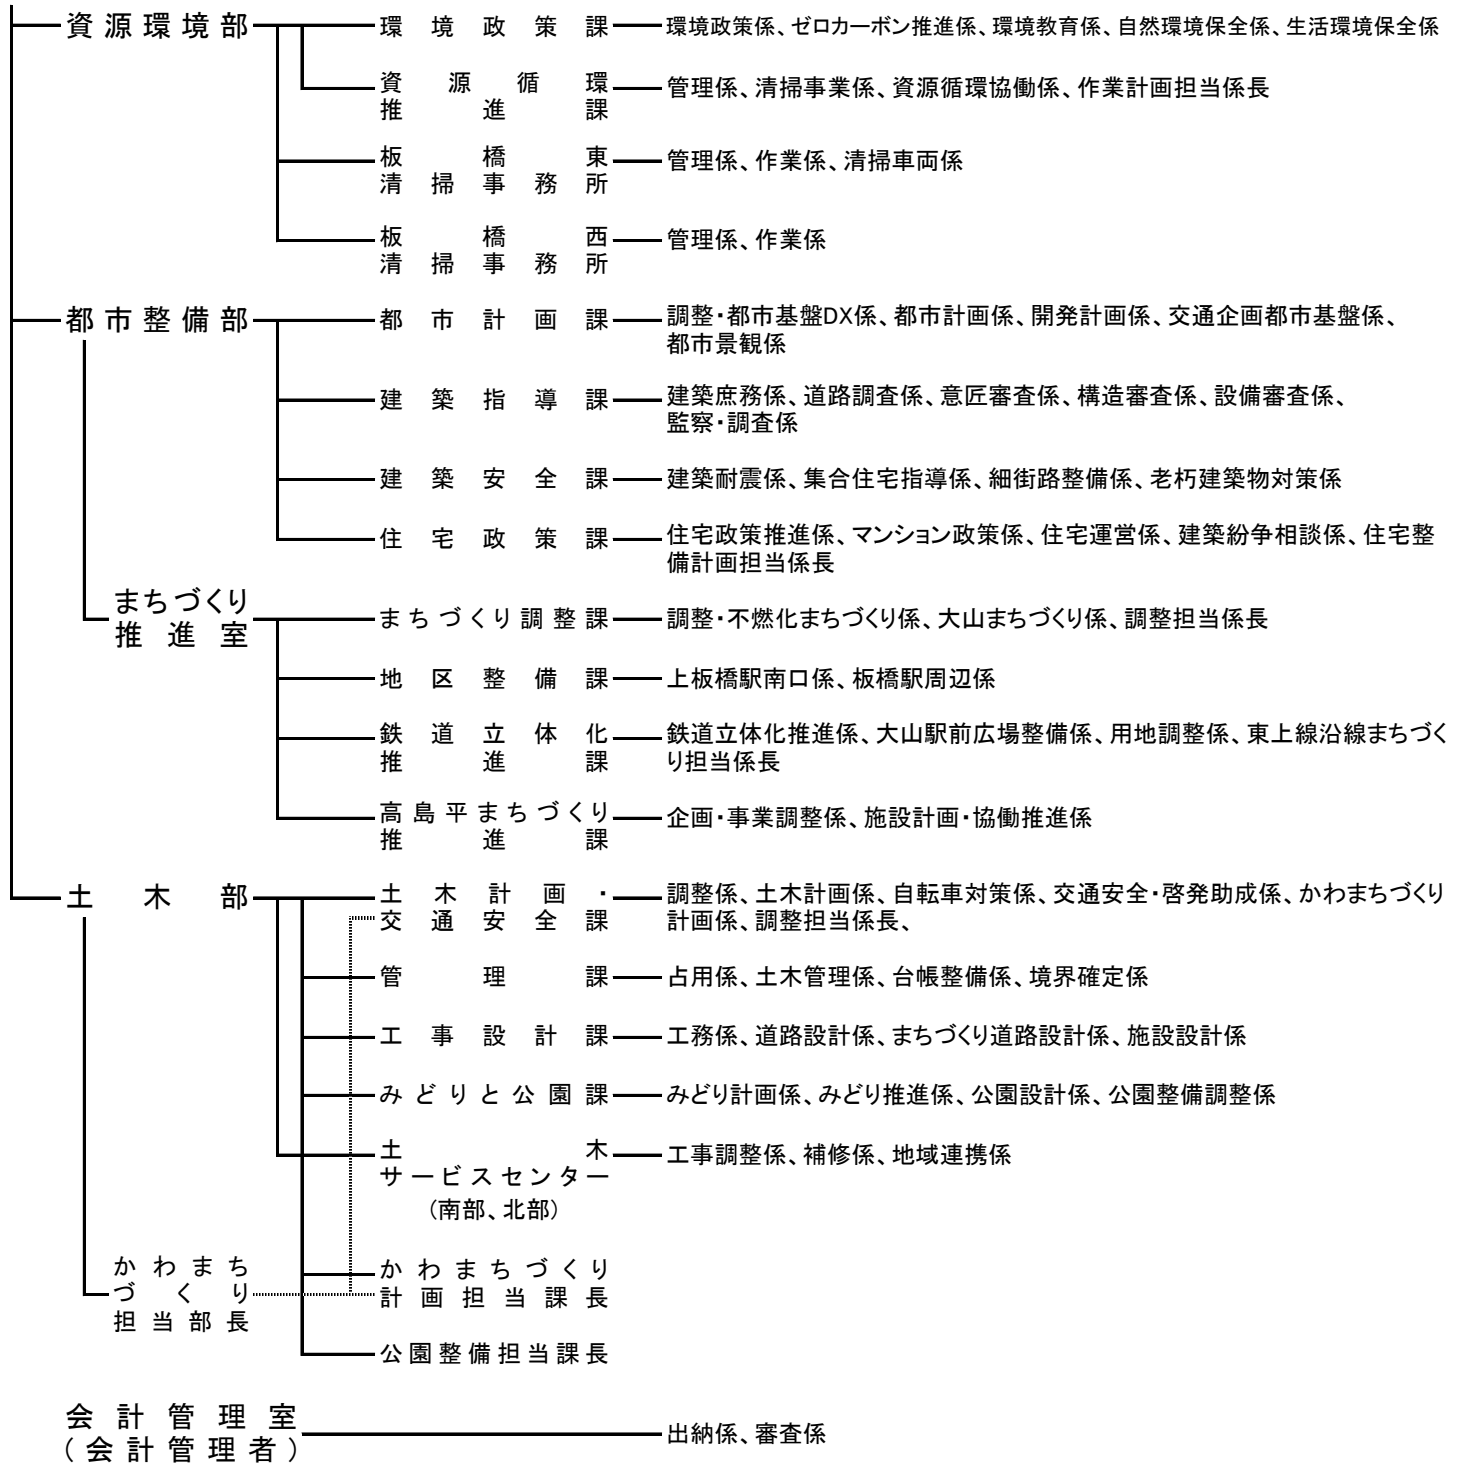 資源環境部
環境政策課
環境政策係、ゼロカーボン推進係、環境教育係、自然環境保全係、生活環境保全係
資源循環
推進課
管理係、清掃事業係、資源循環協働係、作業計画担当係長
板橋東
清掃事務所
管理係、作業係、清掃車両係
板橋西
清掃事務所
管理係、作業係
都市整備部
都市計画課
調整・都市基盤DX係、都市計画係、開発計画係、交通企画都市基盤係、
都市景観係
建築指導課
建築庶務係、道路調査係、意匠審査係、構造審査係、設備審査係、
監察・調査係
建築安全課
建築耐震係、集合住宅指導係、細街路整備係、老朽建築物対策係
住宅政策課
住宅政策推進係、マンション政策係、住宅運営係、建築紛争相談係、住宅整
備計画担当係長
まちづくり
推進室
まちづくり調整課
調整・不燃化まちづくり係、大山まちづくり係、調整担当係長
地区整備課
上板橋駅南口係、板橋駅周辺係
鉄道立体化
推進課
鉄道立体化推進係、大山駅前広場整備係、用地調整係、東上線沿線まちづく
り担当係長
高島平まちづくり
推進課
企画・事業調整係、施設計画・協働推進係
土木部
土木計画・
交通安全課
調整係、土木計画係、自転車対策係、交通安全・啓発助成係、かわまちづくり
計画係、調整担当係長、
管理課
占用係、土木管理係、台帳整備係、境界確定係
工事設計課
工務係、道路設計係、まちづくり道路設計係、施設設計係
みどりと公園課
みどり計画係、みどり推進係、公園設計係、公園整備調整係
土木
サービスセンター
（南部、北部）
工事調整係、補修係、地域連携係
かわまち
づくり
担当部長
かわまちづくり
計画担当課長
公園整備担当課長
会計管理室
（会計管理者）
出納係、審査係